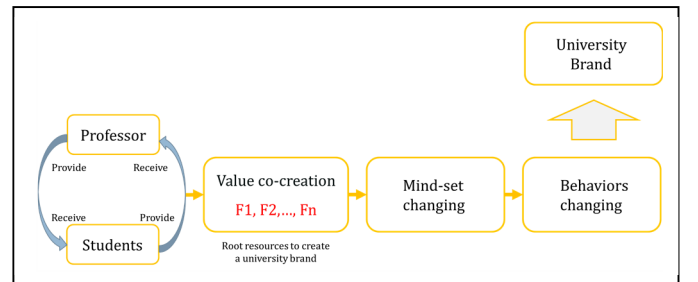 University
Brand
Professor
Provide
Receive
Receive
Provide
Students
Value co-creation
F1, F2,..., Fn
Root resources to create
a university brand
Mind-set
changing
Behaviors
changing